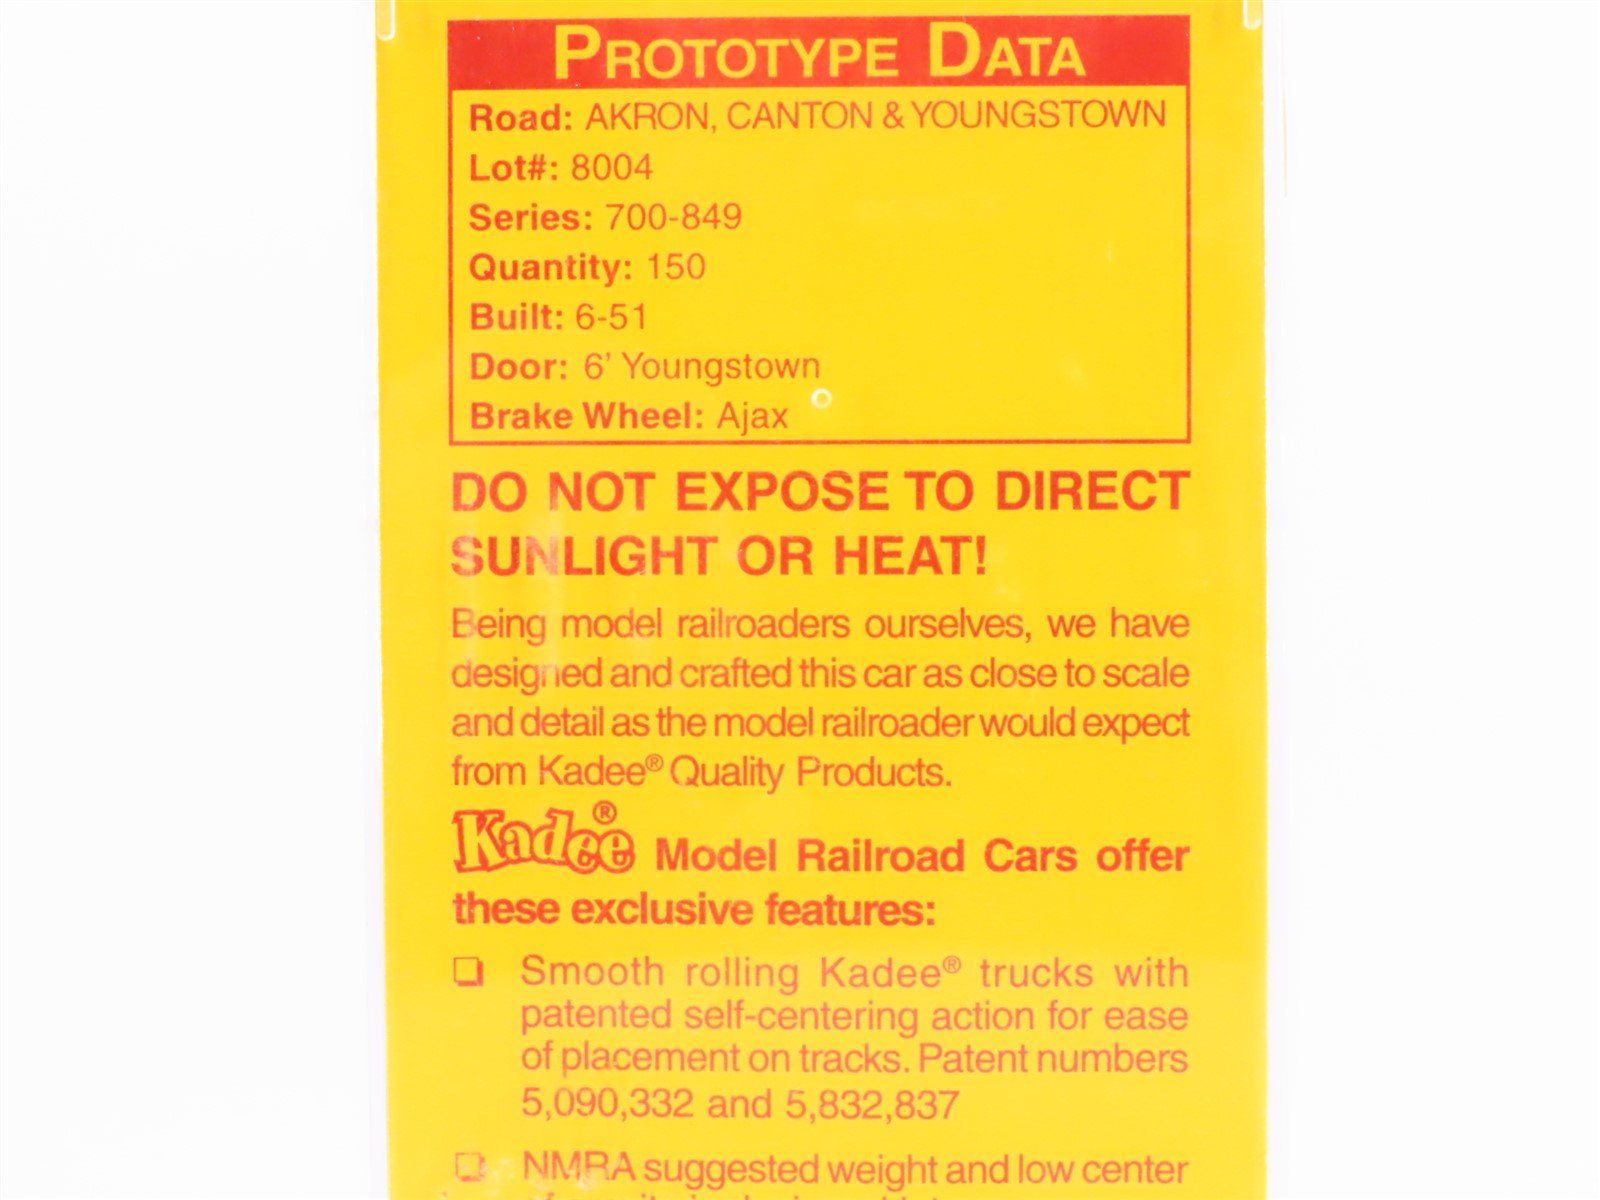 PROTOTYPE DATA
Road: AKRON, CANTON & YOUNGSTOWN
Lot#: 8004
Series: 700-849
Quantity: 150
Built: 6-51
Door: 6' Youngstown
Brake Wheel: Ajax
DO NOT EXPOSE TO DIRECT
SUNLIGHT OR HEAT!
Being model railroaders ourselves, we have
designed and crafted this car as close to scale
and detail as the model railroader would expect
from Kadee® Quality Products.
Kadee® Model Railroad Cars offer
these exclusive features:
❏ Smooth rolling Kadee® trucks with
patented self-centering action for ease
of placement on tracks. Patent numbers
5,090,332 and 5,832,837
❏ NMRA suggested weight and low center